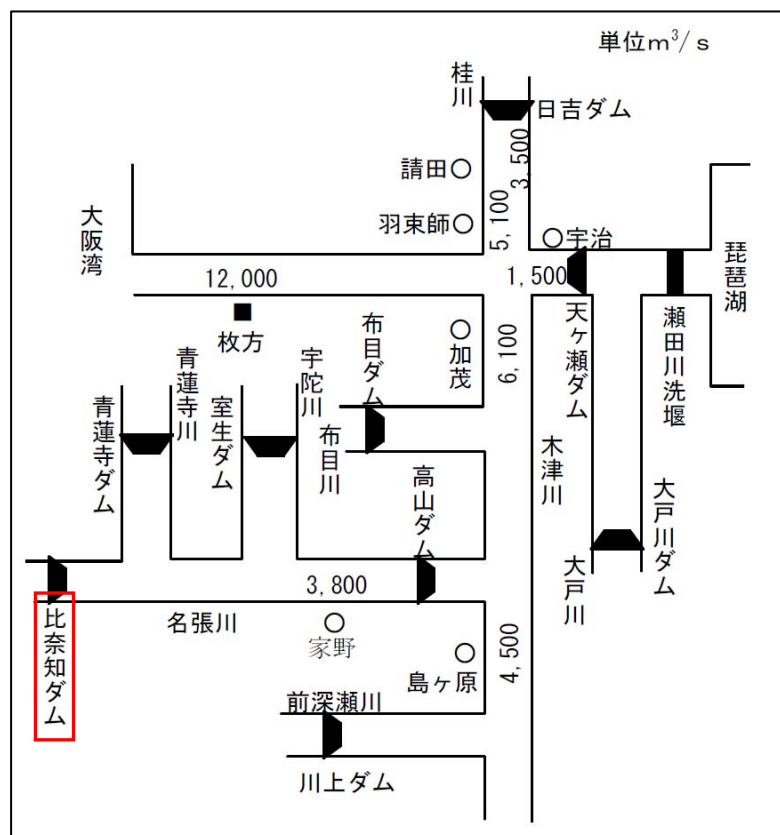 単位m³/s
桂川
日吉ダム
3,500
請田
羽束師
5,100
宇治
大阪湾
12,000
1,500
琵琶湖
枚方
布目ダム
加茂
6,100
天ヶ瀬ダム
瀬田川洗堰
青蓮寺ダム
青蓮寺川
室生ダム
宇陀川
布目川
高山ダム
木津川
大戸川
大戸川ダム
3,800
名張川
家野
比奈知ダム
島ヶ原
4,500
前深瀬川
川上ダム